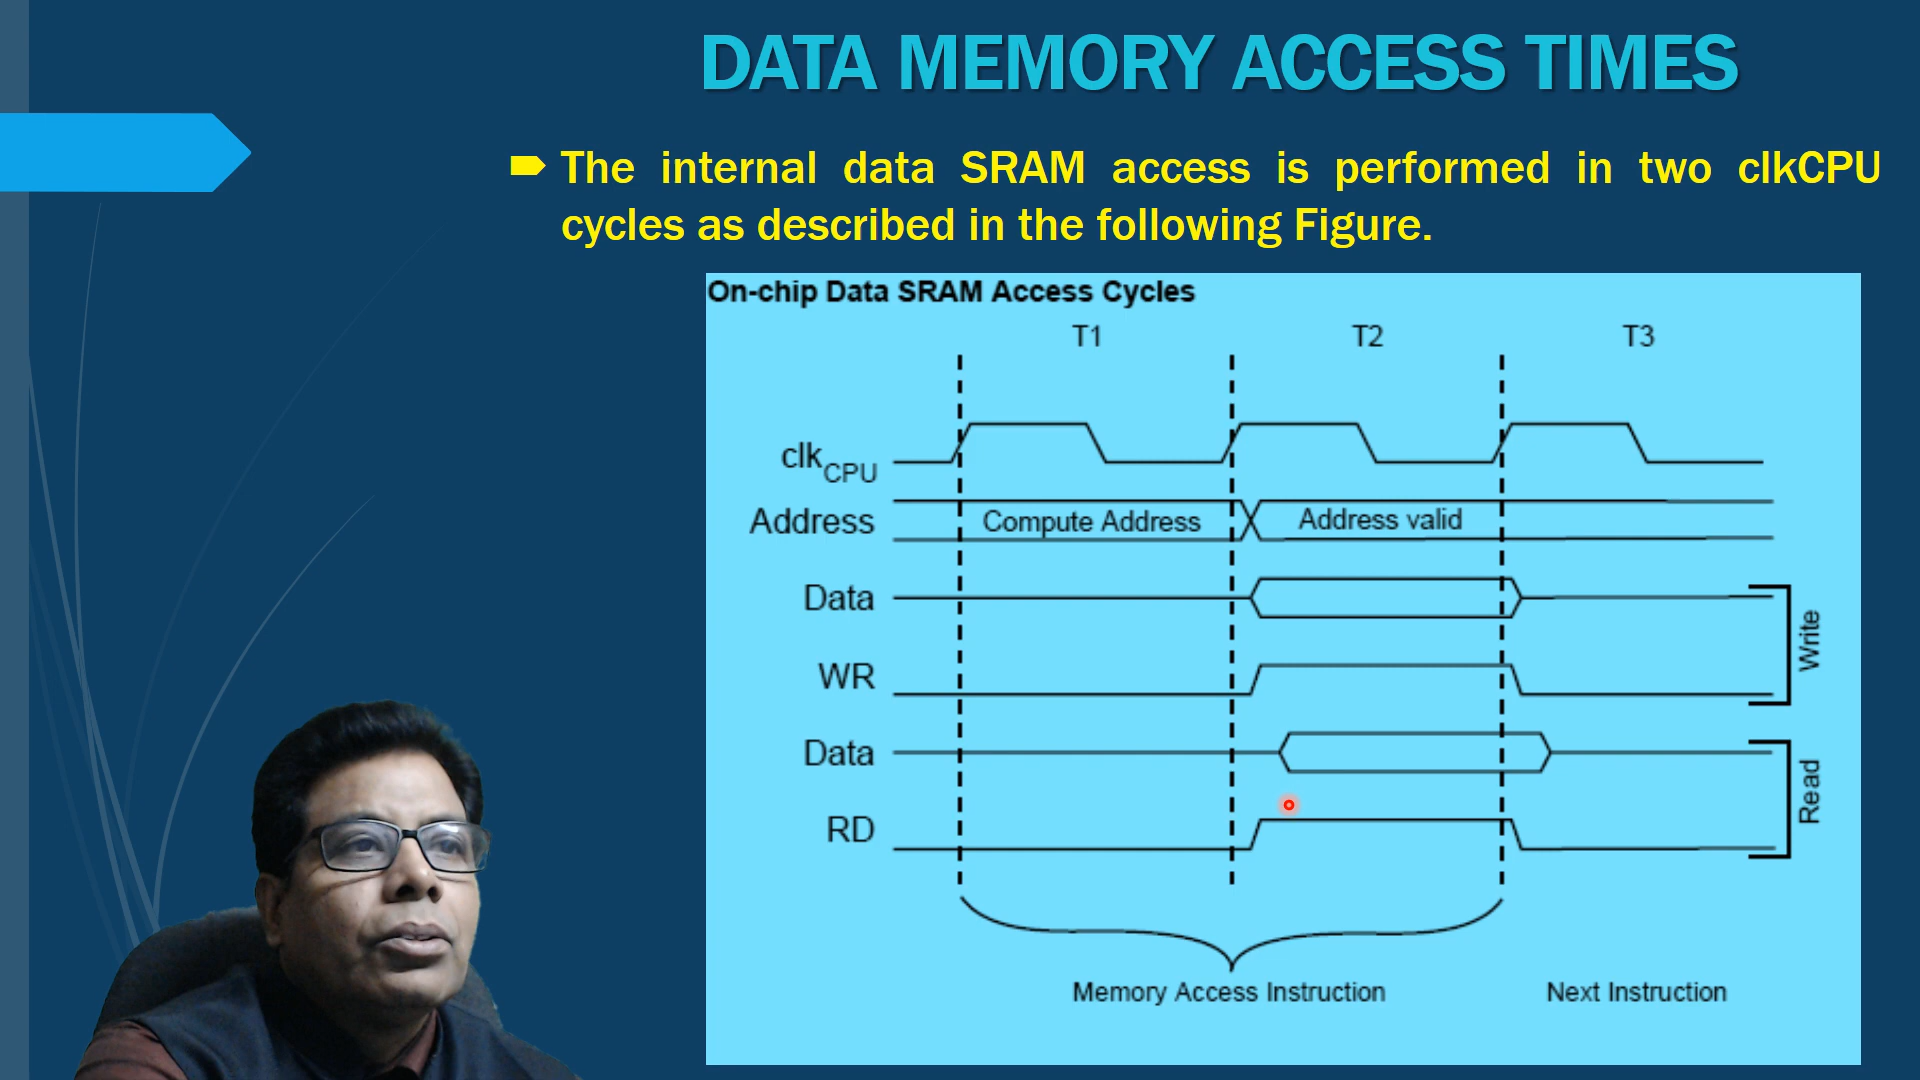 DATA MEMORY ACCESS TIMES
The internal data SRAM access is performed in two clkCPU
cycles as described in the following Figure.
On-chip Data SRAM Access Cycles
T1 T2 T3
clkCPU
Address Compute Address Address valid
Data
WR
Write
Data
RD
Read
Memory Access Instruction Next Instruction